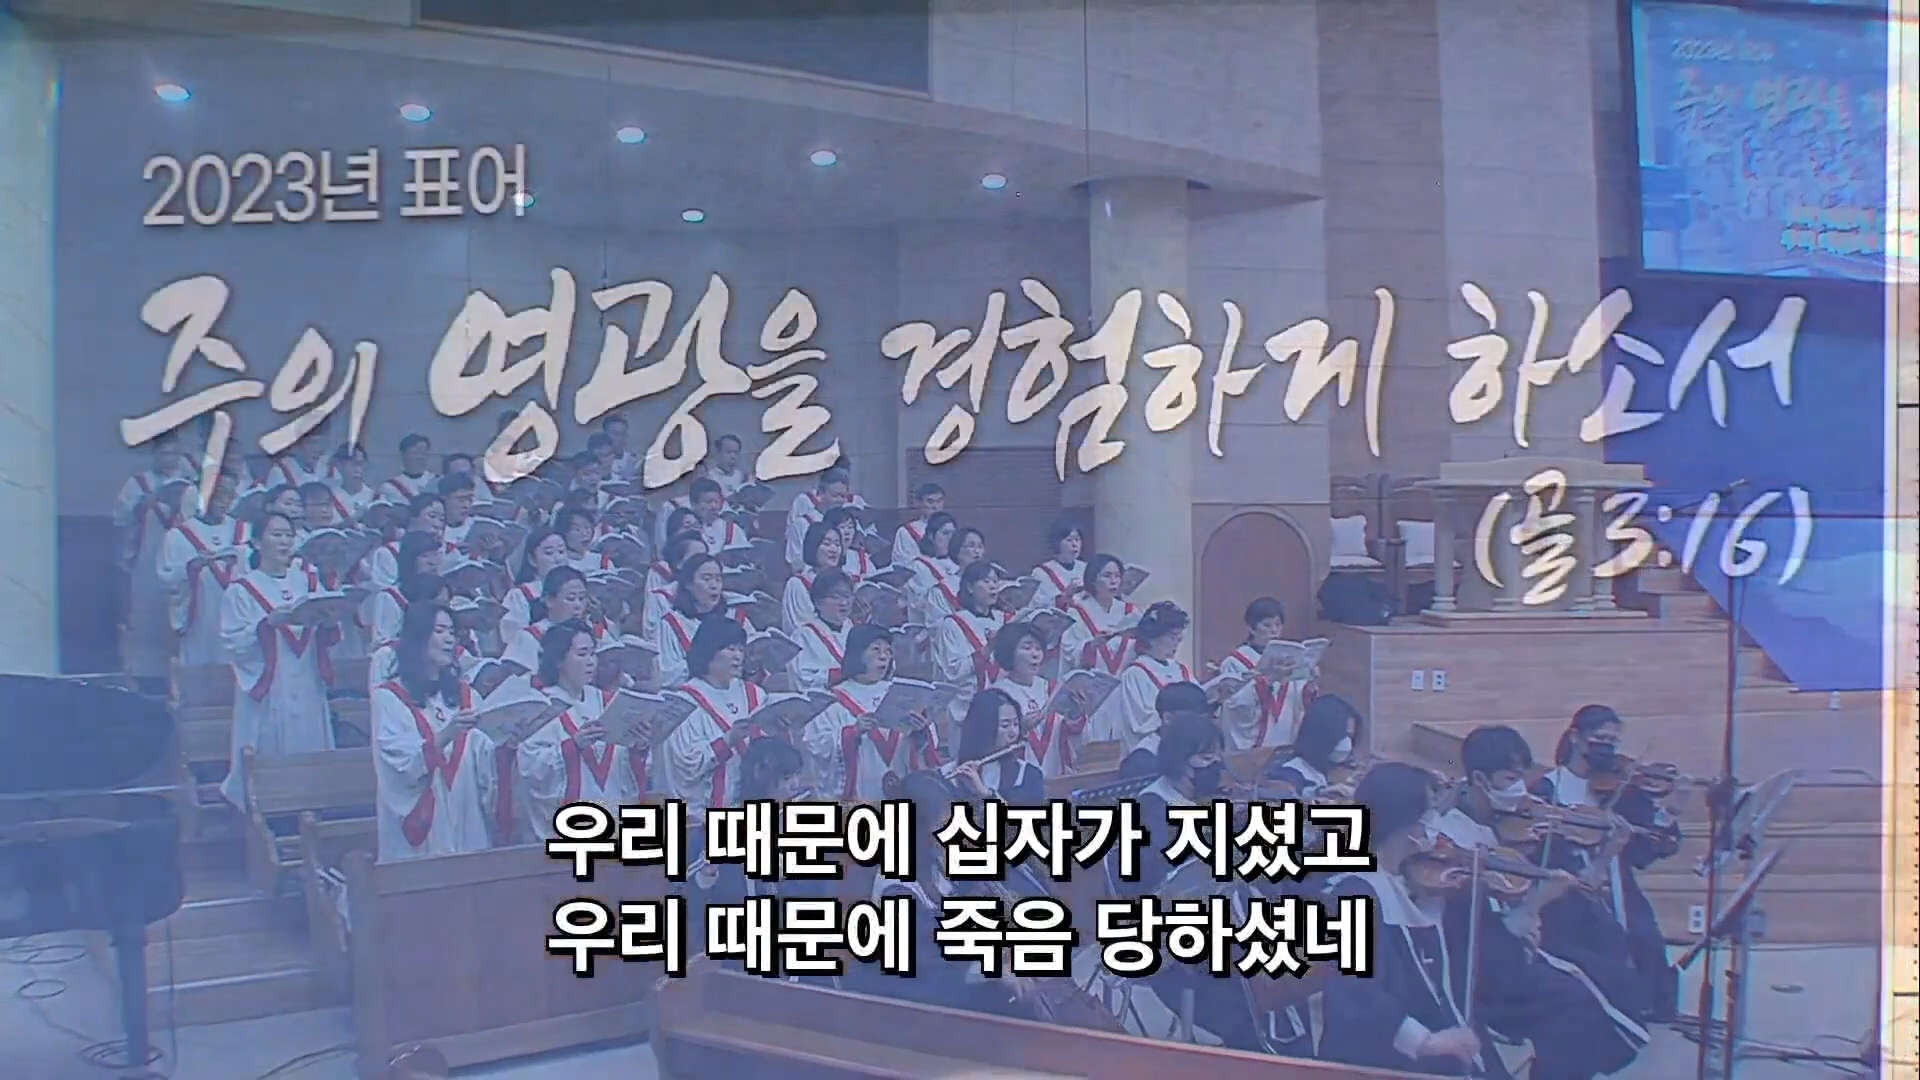 2023년 표어
주의 영광을 경험하게 하소서
(골 3:16)
우리 때문에 십자가 지셨고
우리 때문에 죽음 당하셨네